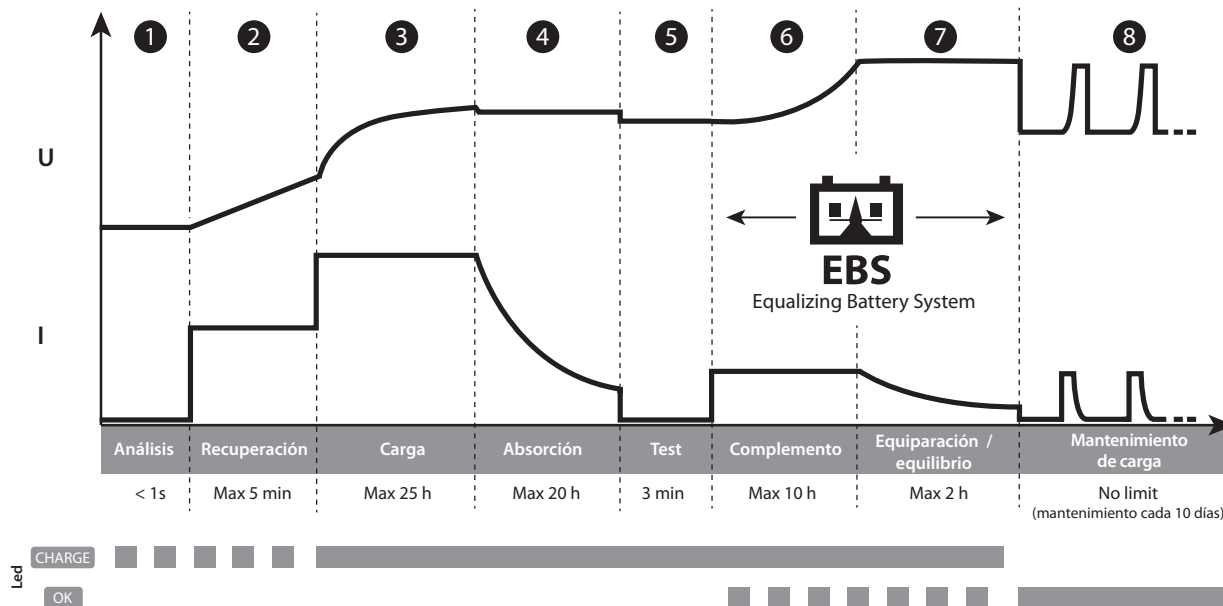 1 2 3 4 5 6 7 8
U
EBS
Equalizing Battery System
I
Análisis Recuperación Carga Absorción Test Complemento Equiparación / equilibrio Mantenimiento de carga
< 1s Max 5 min Max 25 h Max 20 h 3 min Max 10 h Max 2 h No limit
(mantenimiento cada 10 días)
Led
CHARGE
OK